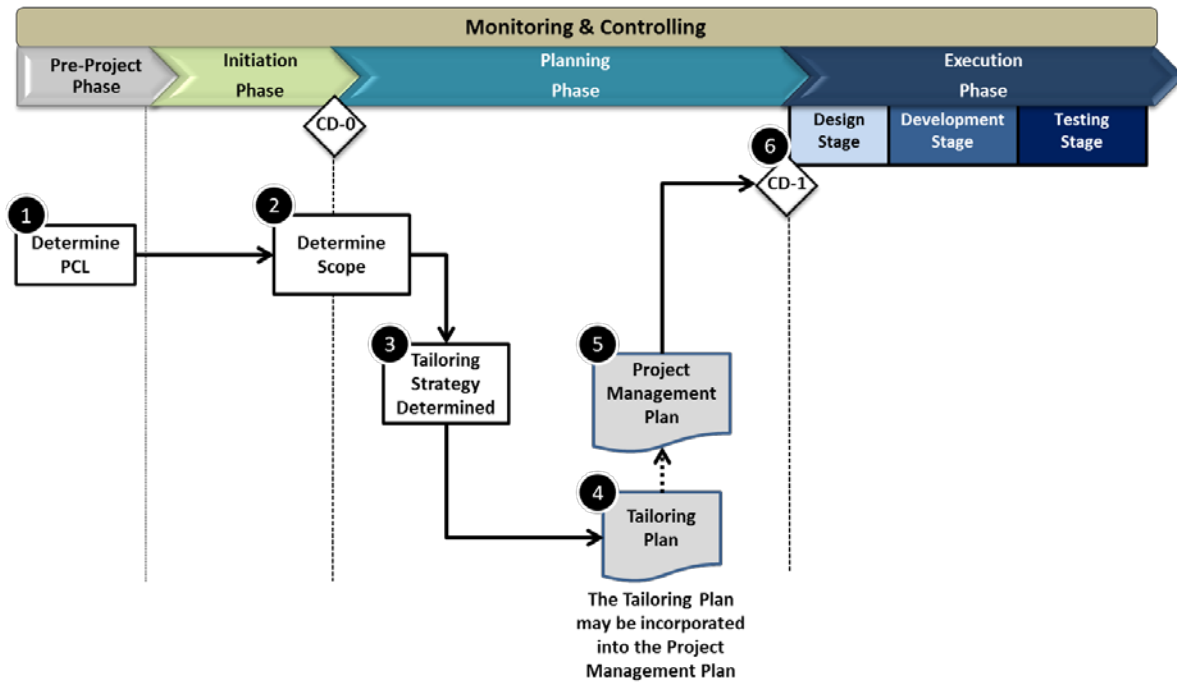 Monitoring & Controlling
Pre-Project
Phase
Initiation
Phase
Planning
Phase
Execution
Phase
CD-0
Design
Stage
Development
Stage
Testing
Stage
6
CD-1
1
Determine
PCL
2
Determine
Scope
3
Tailoring
Strategy
Determined
5
Project
Management
Plan
4
Tailoring
Plan
The Tailoring Plan
may be incorporated
into the Project
Management Plan